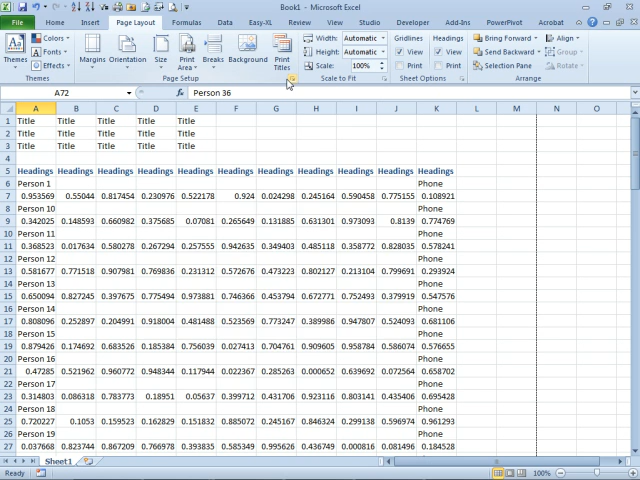 Book1 - Microsoft Excel
File Home Insert Page Layout Formulas Data Easy-XL Review View Studio Developer Add-Ins PowerPivot Acrobat
Colors Width: Automatic Gridlines Headings Bring Forward Align
Fonts Height: Automatic View View Send Backward Group
Themes Effects Margins Orientation Size Print Area Breaks Background Print Titles Scale: 100% Print Print Selection Pane Rotate
Themes Page Setup Scale to Fit Sheet Options Arrange
A72 fx Person 36
A B C D E F G H I J K L M N O
1 Title Title Title Title Title
2 Title Title Title Title Title
3 Title Title Title Title Title
4
5 Headings Headings Headings Headings Headings Headings Headings Headings Headings Headings Headings
6 Person 1 Phone
7 0.953569 0.55044 0.817454 0.230976 0.522178 0.924 0.024298 0.245164 0.590458 0.775155 0.108921
8 Person 10 Phone
9 0.342025 0.148593 0.660982 0.375685 0.07081 0.265649 0.131885 0.631301 0.973093 0.8139 0.774769
10 Person 11 Phone
11 0.368523 0.017634 0.580278 0.267294 0.257555 0.942635 0.349403 0.485118 0.358772 0.828035 0.578241
12 Person 12 Phone
13 0.581677 0.771518 0.907981 0.769836 0.231312 0.572676 0.473223 0.802127 0.213104 0.799691 0.293924
14 Person 13 Phone
15 0.650094 0.827245 0.397675 0.775494 0.973881 0.746366 0.453794 0.672771 0.752493 0.379919 0.547576
16 Person 14 Phone
17 0.808096 0.252897 0.204991 0.918004 0.481488 0.523569 0.773247 0.389986 0.947807 0.524093 0.681106
18 Person 15 Phone
19 0.879426 0.174692 0.683526 0.185384 0.756039 0.027413 0.704761 0.909605 0.958784 0.586074 0.576655
20 Person 16 Phone
21 0.47285 0.521962 0.960772 0.948344 0.117944 0.022367 0.285263 0.000652 0.639692 0.072564 0.658702
22 Person 17 Phone
23 0.314803 0.086318 0.783773 0.18951 0.05637 0.399712 0.431706 0.923116 0.803141 0.435406 0.695428
24 Person 18 Phone
25 0.720227 0.1053 0.159523 0.162829 0.151832 0.885072 0.245167 0.846324 0.299138 0.596974 0.961293
26 Person 19 Phone
27 0.037668 0.823744 0.867209 0.766978 0.393835 0.585349 0.995626 0.436749 0.000816 0.081496 0.184528
Sheet1
Ready 100%